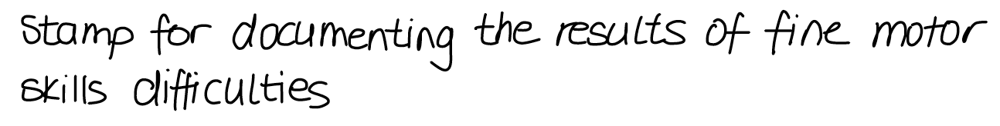 Stamp for documenting the results of fine motor
skills difficulties